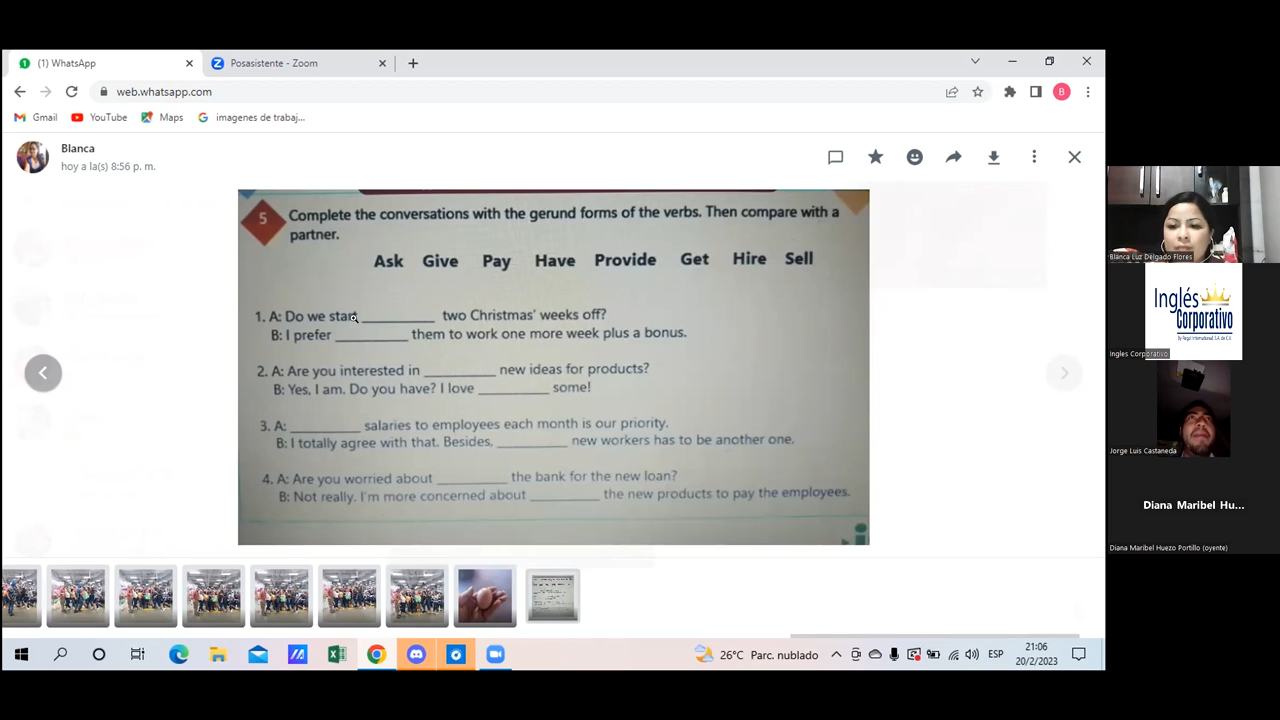 (1) WhatsApp
Posasistente - Zoom
web.whatsapp.com
Gmail
YouTube
Maps
imagenes de trabaj...
B
Blanca
hoy a la(s) 8:56 p. m.
5 Complete the conversations with the gerund forms of the verbs. Then compare with a
partner.
Ask Give Pay Have Provide Get Hire Sell
1. A: Do we start __________ two Christmas' weeks off?
B: I prefer __________ them to work one more week plus a bonus.
2. A: Are you interested in __________ new ideas for products?
B: Yes, I am. Do you have? I love __________ some!
3. A: __________ salaries to employees each month is our priority.
B: I totally agree with that. Besides, __________ new workers has to be another one.
4. A: Are you worried about __________ the bank for the new loan?
B: Not really. I'm more concerned about __________ the new products to pay the employees.
Blanca Luz Delgado Flores
Inglés
Corporativo
By Regal International, S.A. de C.V.
Ingles Corporativo
Jorge Luis Castaneda
Diana Maribel Hu...
Diana Maribel Huezo Portillo (oyente)
26°C Parc. nublado
ESP
21:06
20/2/2023